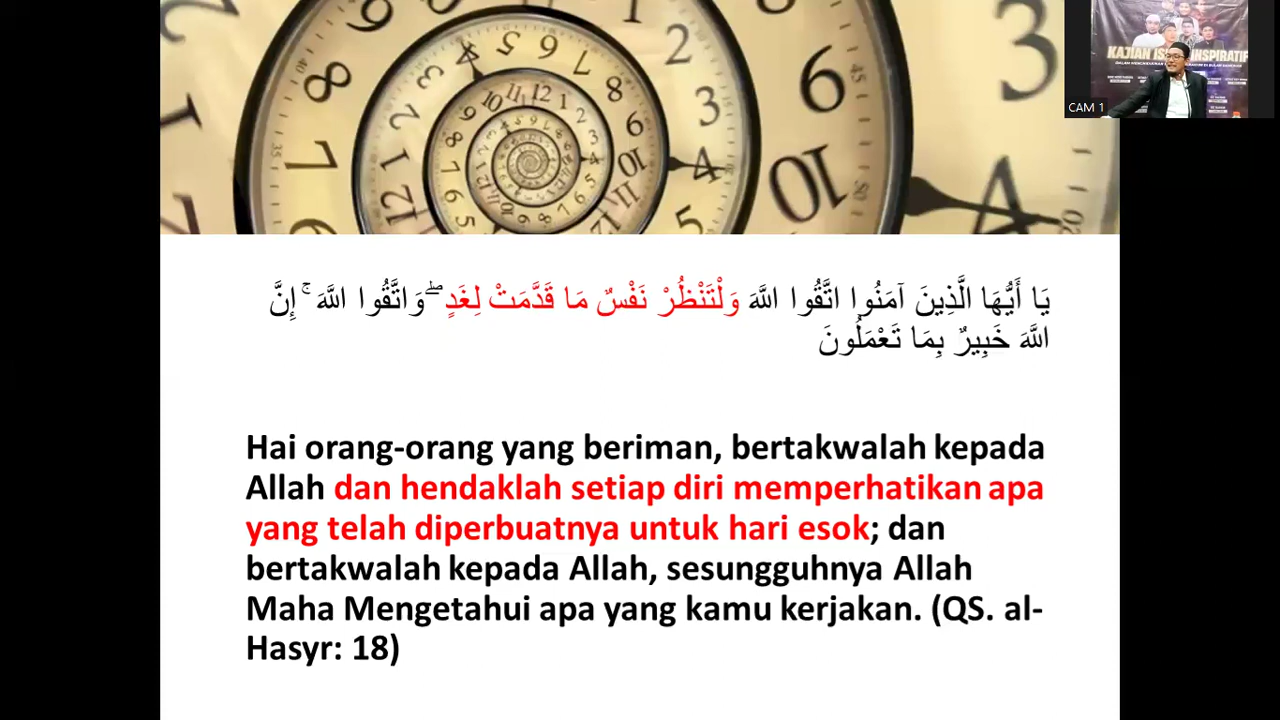 CAM 1
KAJIAN
INSPIRATIF
يَا أَيُّهَا الَّذِينَ آمَنُوا اتَّقُوا اللَّهَ وَلْتَنْظُرْ نَفْسٌ مَا قَدَّمَتْ لِغَدٍ ۖ وَاتَّقُوا اللَّهَ ۚ إِنَّ
اللَّهَ خَبِيرٌ بِمَا تَعْمَلُونَ
Hai orang-orang yang beriman, bertakwalah kepada
Allah dan hendaklah setiap diri memperhatikan apa
yang telah diperbuatnya untuk hari esok; dan
bertakwalah kepada Allah, sesungguhnya Allah
Maha Mengetahui apa yang kamu kerjakan. (QS. al-
Hasyr: 18)